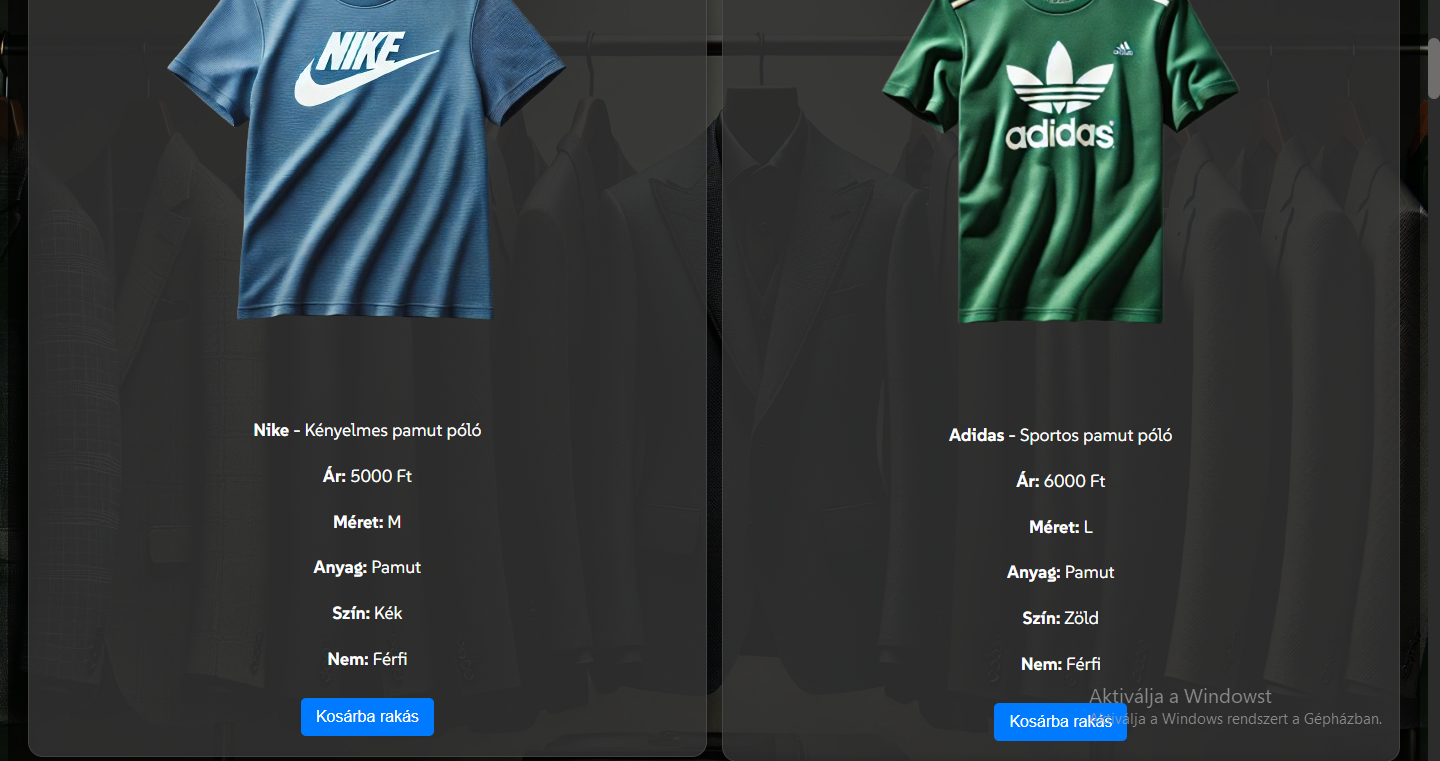 NIKE
adidas
Nike - Kényelmes pamut póló
Ár: 5000 Ft
Méret: M
Anyag: Pamut
Szín: Kék
Nem: Férfi
Kosárba rakás
Adidas - Sportos pamut póló
Ár: 6000 Ft
Méret: L
Anyag: Pamut
Szín: Zöld
Nem: Férfi
Kosárba rakás
Aktiválja a Windowst
Aktiválja a Windows rendszert a Gépházban.